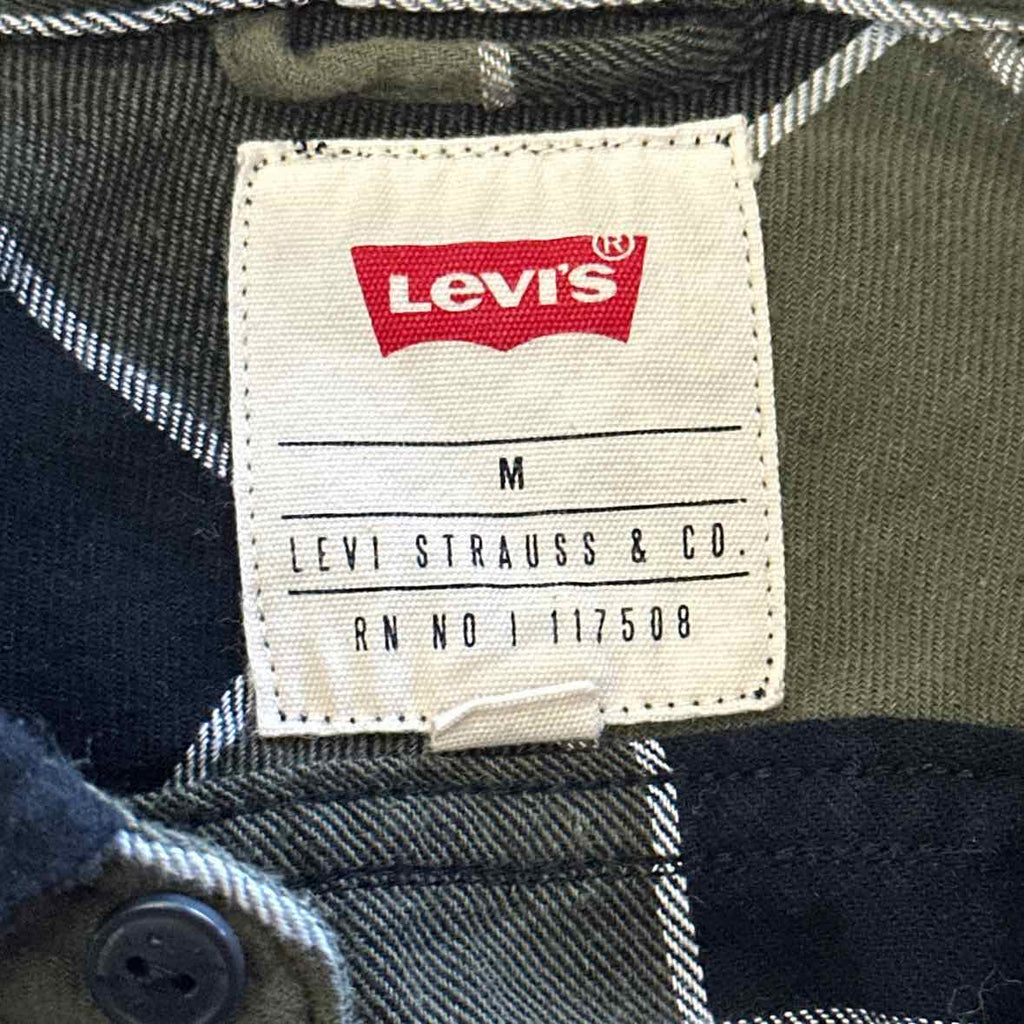 LEVI'S®
M
LEVI STRAUSS & CO.
RN NO | 117508